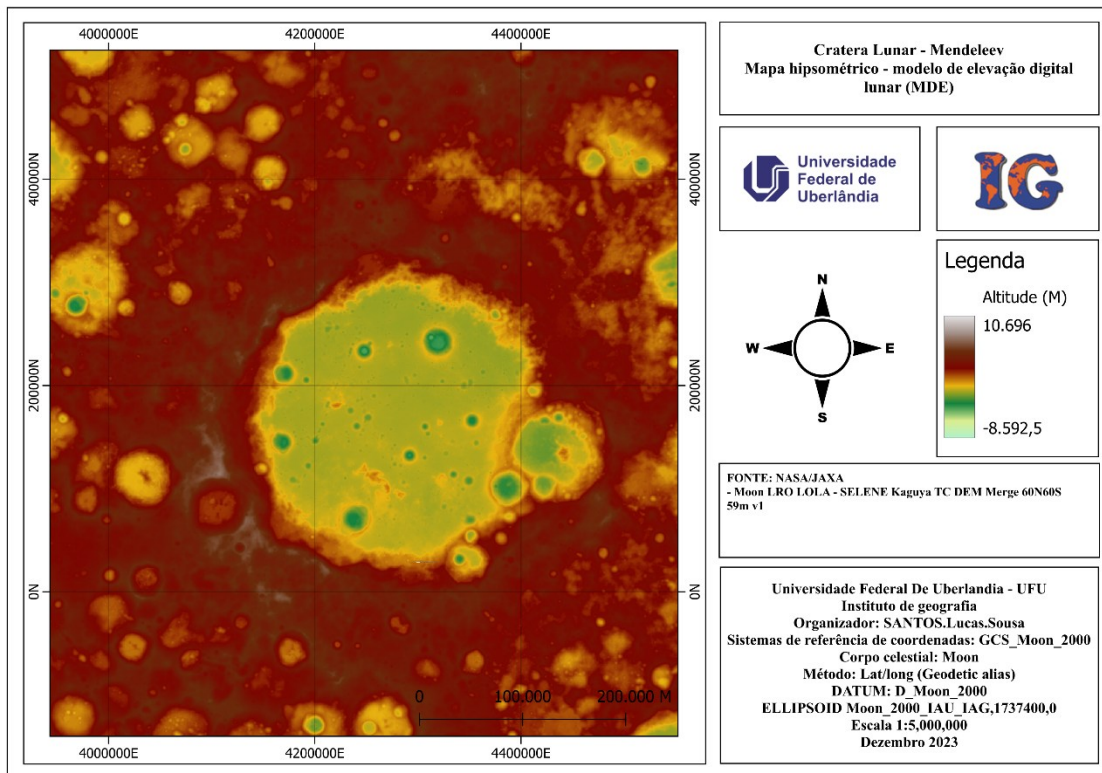 4000000E
4200000E
4400000E
400000N
400000N
200000N
200000N
0N
0N
4000000E
4200000E
4400000E
0
100.000
200.000 M
Cratera Lunar - Mendeleev
Mapa hipsométrico - modelo de elevação digital
lunar (MDE)
Universidade
Federal de
Uberlândia
IG
N
W
E
S
Legenda
Altitude (M)
10.696
-8.592,5
FONTE: NASA/JAXA
- Moon LRO LOLA - SELENE Kaguya TC DEM Merge 60N60S
59m v1
Universidade Federal De Uberlandia - UFU
Instituto de geografia
Organizador: SANTOS.Lucas.Sousa
Sistemas de referência de coordenadas: GCS_Moon_2000
Corpo celestial: Moon
Método: Lat/long (Geodetic alias)
DATUM: D_Moon_2000
ELLIPSOID Moon_2000_IAU_IAG,1737400,0
Escala 1:5,000,000
Dezembro 2023